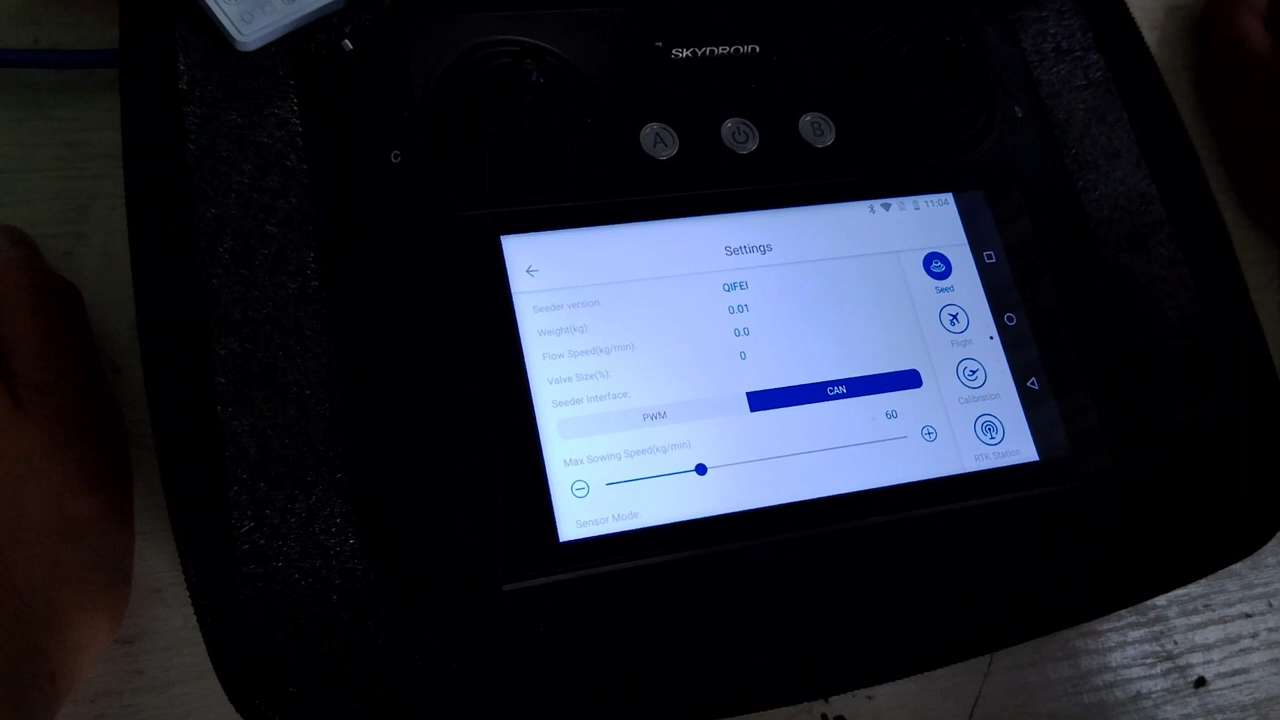 SKYDROID
A
B
C
11:04
Settings
Seeder version:
QIFEI
Weight(kg):
0.01
Flow Speed(kg/min):
0.0
Valve Size(%):
0
Seeder Interface:
PWM
CAN
Max Sowing Speed(kg/min)
60
Sensor Mode:
Seed
Flight
Calibration
RTK Station